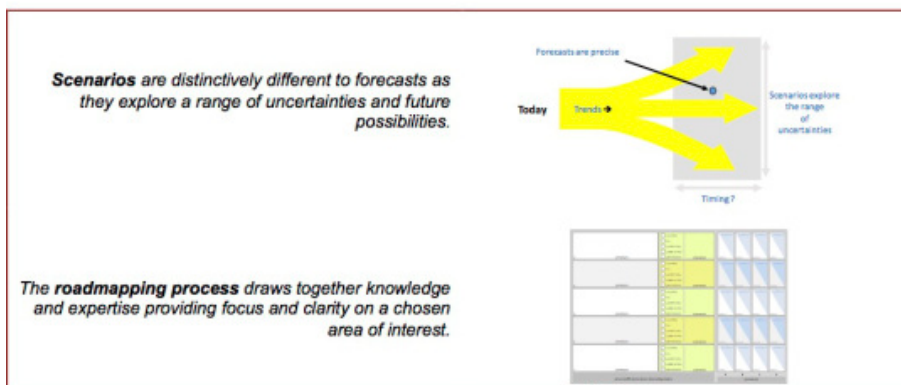 Scenarios are distinctively different to forecasts as
they explore a range of uncertainties and future
possibilities.
Forecasts are precise
Today
Trends →
Scenarios explore
the range
of
uncertainties
Timing?
The roadmapping process draws together knowledge
and expertise providing focus and clarity on a chosen
area of interest.